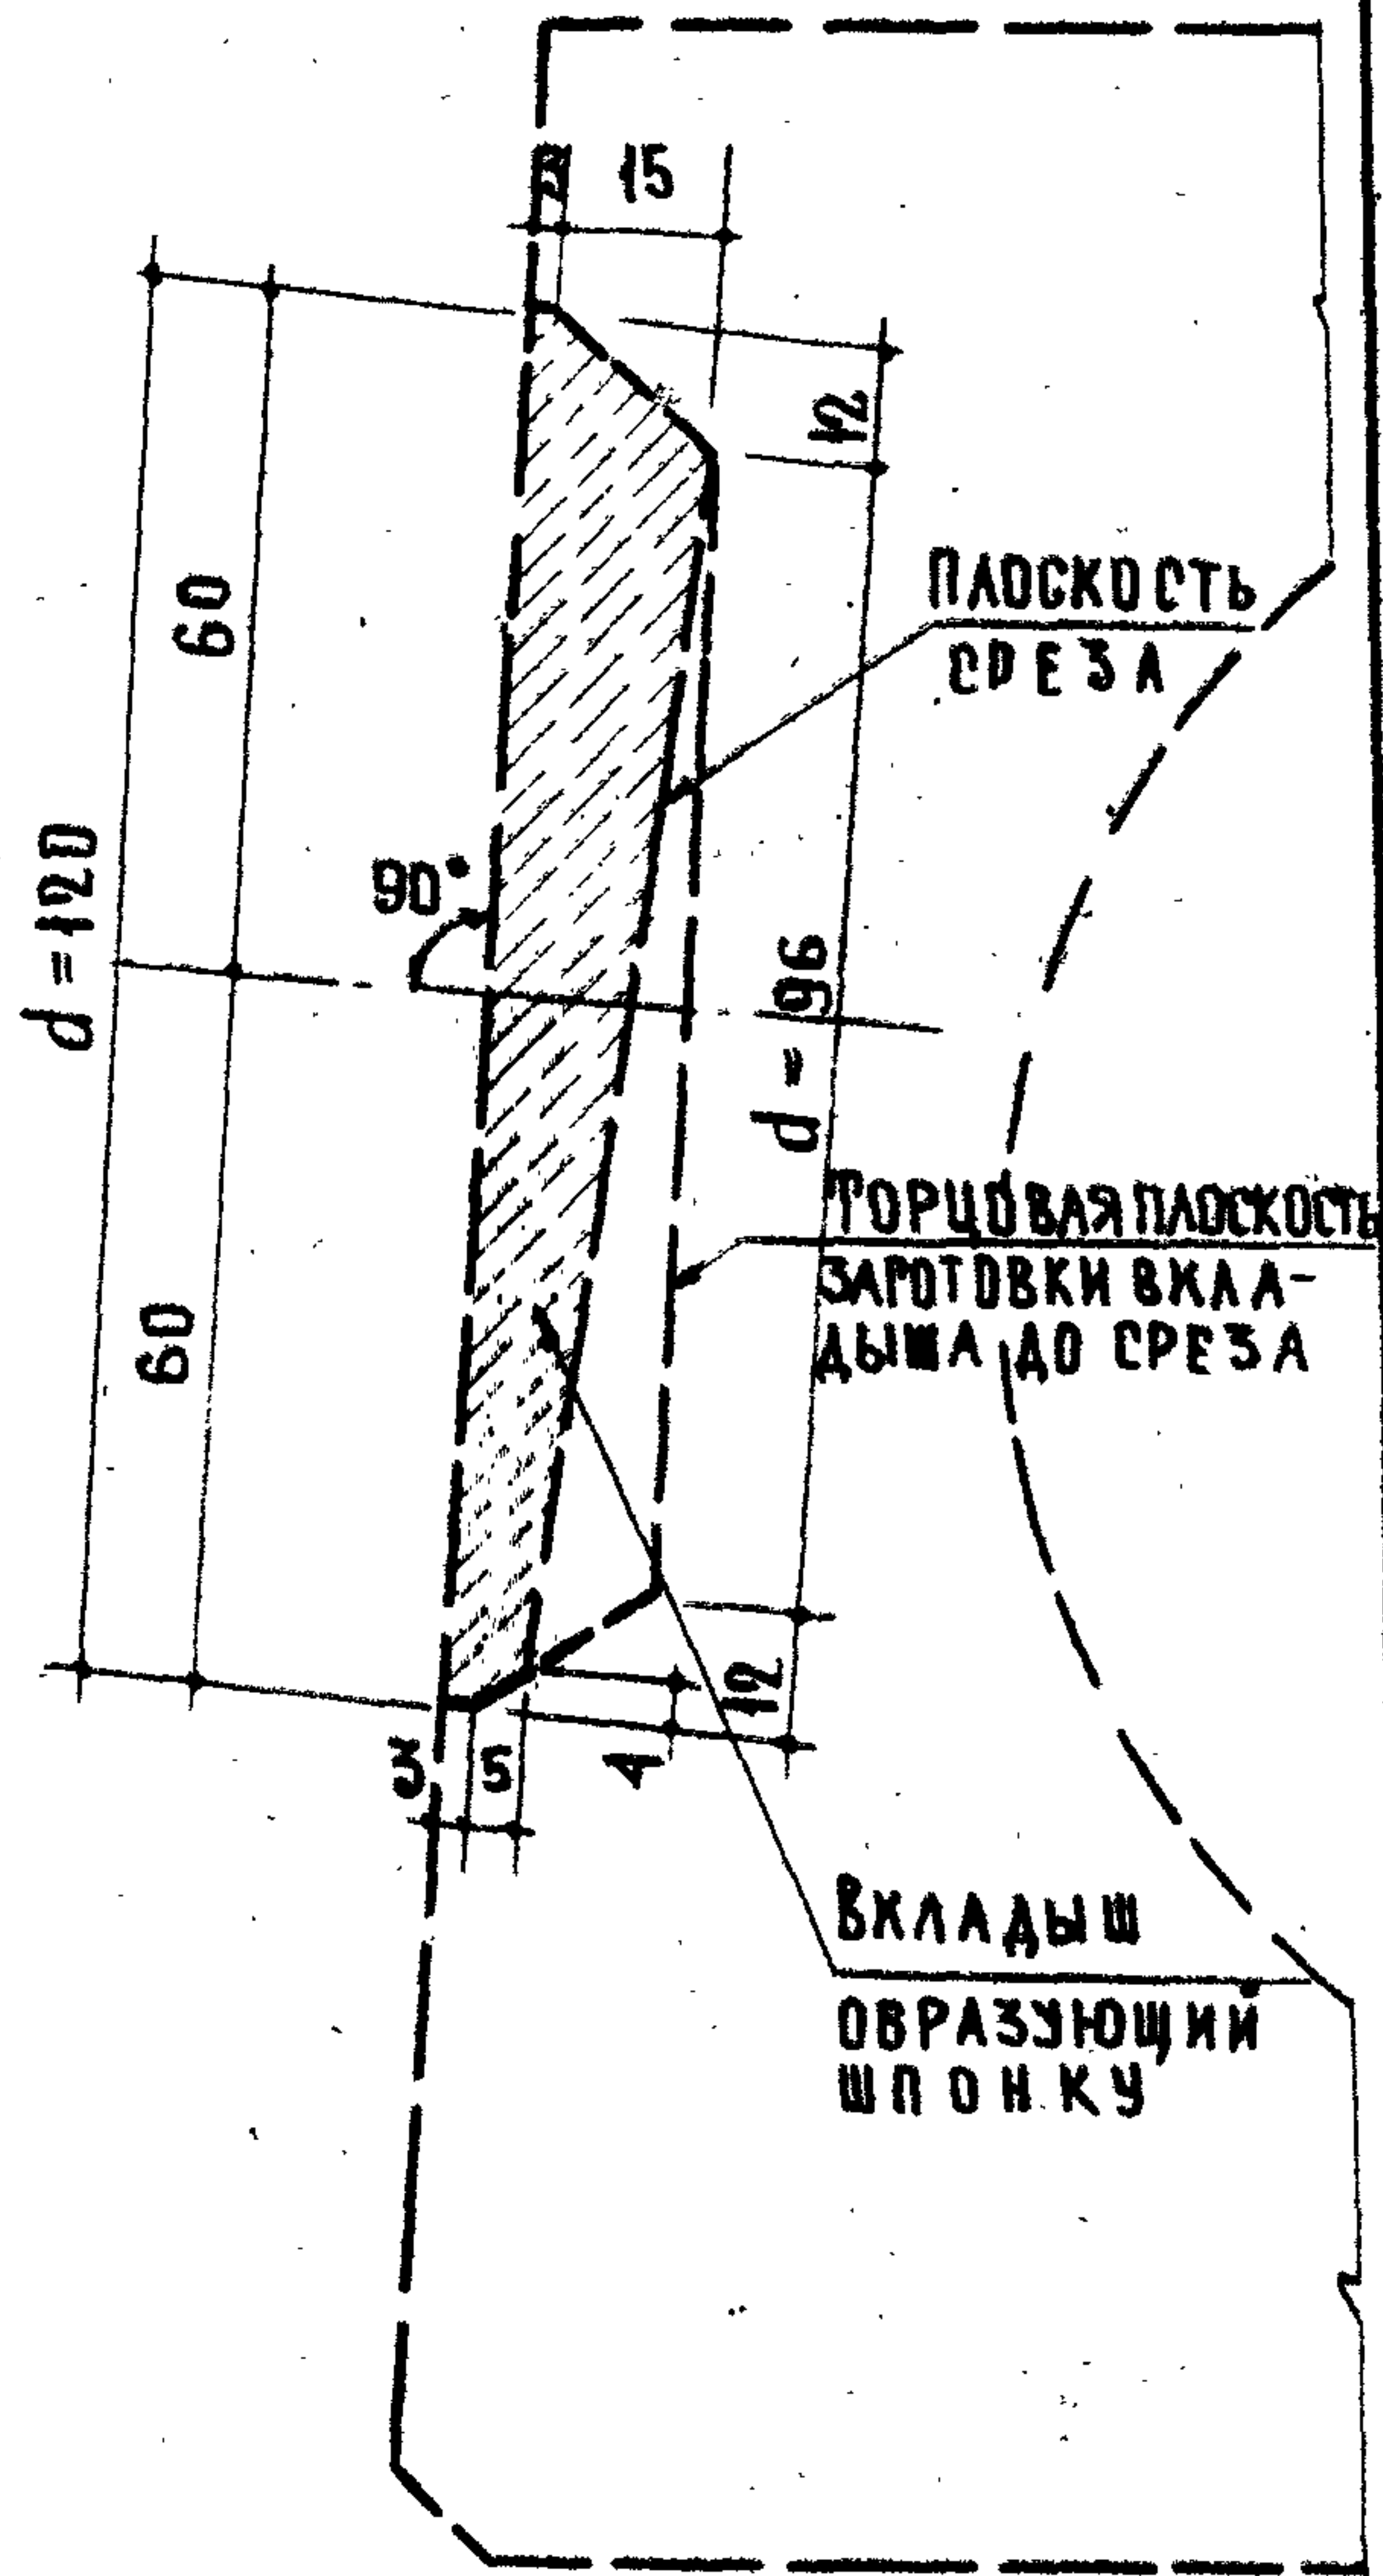 15
12
60
ПЛОСКОСТЬ
СРЕЗА
d=120
90°
d=96
ТОРЦОВАЯ ПЛОСКОСТЬ
ЗАГОТОВКИ ВКЛА-
ДЫША ДО СРЕЗА
60
12
3
5
4
ВКЛАДЫШ
ОБРАЗУЮЩИЙ
ШПОНКУ